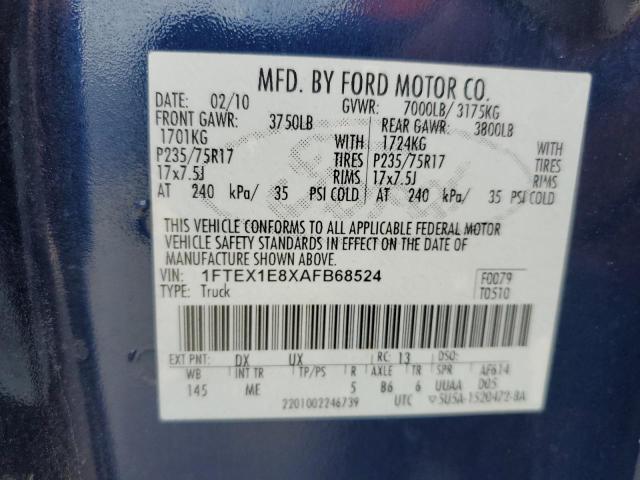 MFD. BY FORD MOTOR CO.
DATE: 02/10 GVWR: 7000LB/ 3175KG
FRONT GAWR: 3750LB REAR GAWR: 3800LB
1701KG WITH 1724KG WITH
P235/75R17 TIRES P235/75R17 TIRES
17x7.5J RIMS 17x7.5J RIMS
AT 240 kPa/ 35 PSI COLD AT 240 kPa/ 35 PSI COLD
THIS VEHICLE CONFORMS TO ALL APPLICABLE FEDERAL MOTOR
VEHICLE SAFETY STANDARDS IN EFFECT ON THE DATE OF
MANUFACTURE SHOWN ABOVE.
VIN: 1FTEX1E8XAFB68524 F0079
TYPE: Truck T0510
EXT PNT: DX UX RC: 13 DSO:
WB INT TR TP/PS R AXLE TR SPR AF614
145 ME 5 B6 6 UUAA DOS
2201002246739 UTC ▽5U5A-1520472-BA